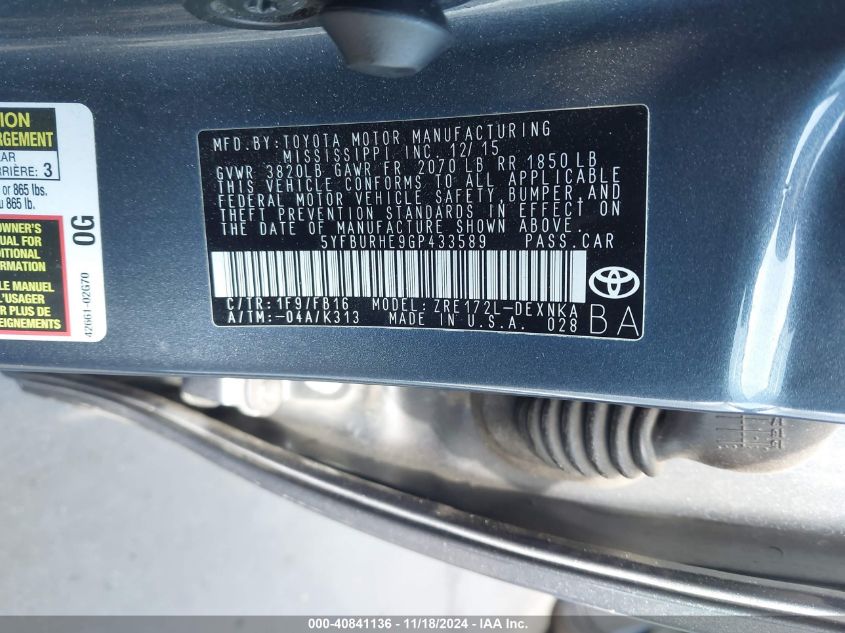 ION
RGEMENT
AR
RRIÈRE: 3
or 865 lbs.
u 865 lb.
OWNER'S
UAL FOR
DITIONAL
RMATION
LE MANUEL
L'USAGER
R PLUS DE
EIGNEMENTS
0G
42661-02G70
MFD. BY: TOYOTA MOTOR MANUFACTURING
MISSISSIPPI INC. 12/15
GVWR 3820LB GAWR FR 2070 LB RR 1850 LB
THIS VEHICLE CONFORMS TO ALL APPLICABLE
FEDERAL MOTOR VEHICLE SAFETY, BUMPER, AND
THEFT PREVENTION STANDARDS IN EFFECT ON
THE DATE OF MANUFACTURE SHOWN ABOVE.
5YFBURHE9GP433589 PASS. CAR
C/TR: 1F9/FB16 MODEL: ZRE172L-DEXNKA
A/TM: -04A/K313 MADE IN U.S.A. 028
BA
000-40841136 - 11/18/2024 - IAA Inc.